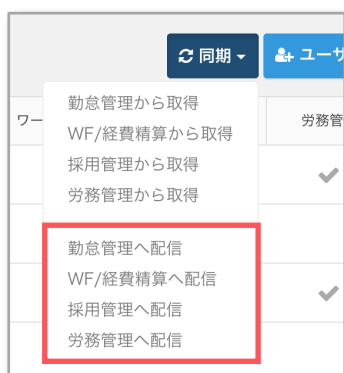 同期
ユーサ
ワー
労務管
勤怠管理から取得
WF/経費精算から取得
採用管理から取得
労務管理から取得
勤怠管理へ配信
WF/経費精算へ配信
採用管理へ配信
労務管理へ配信